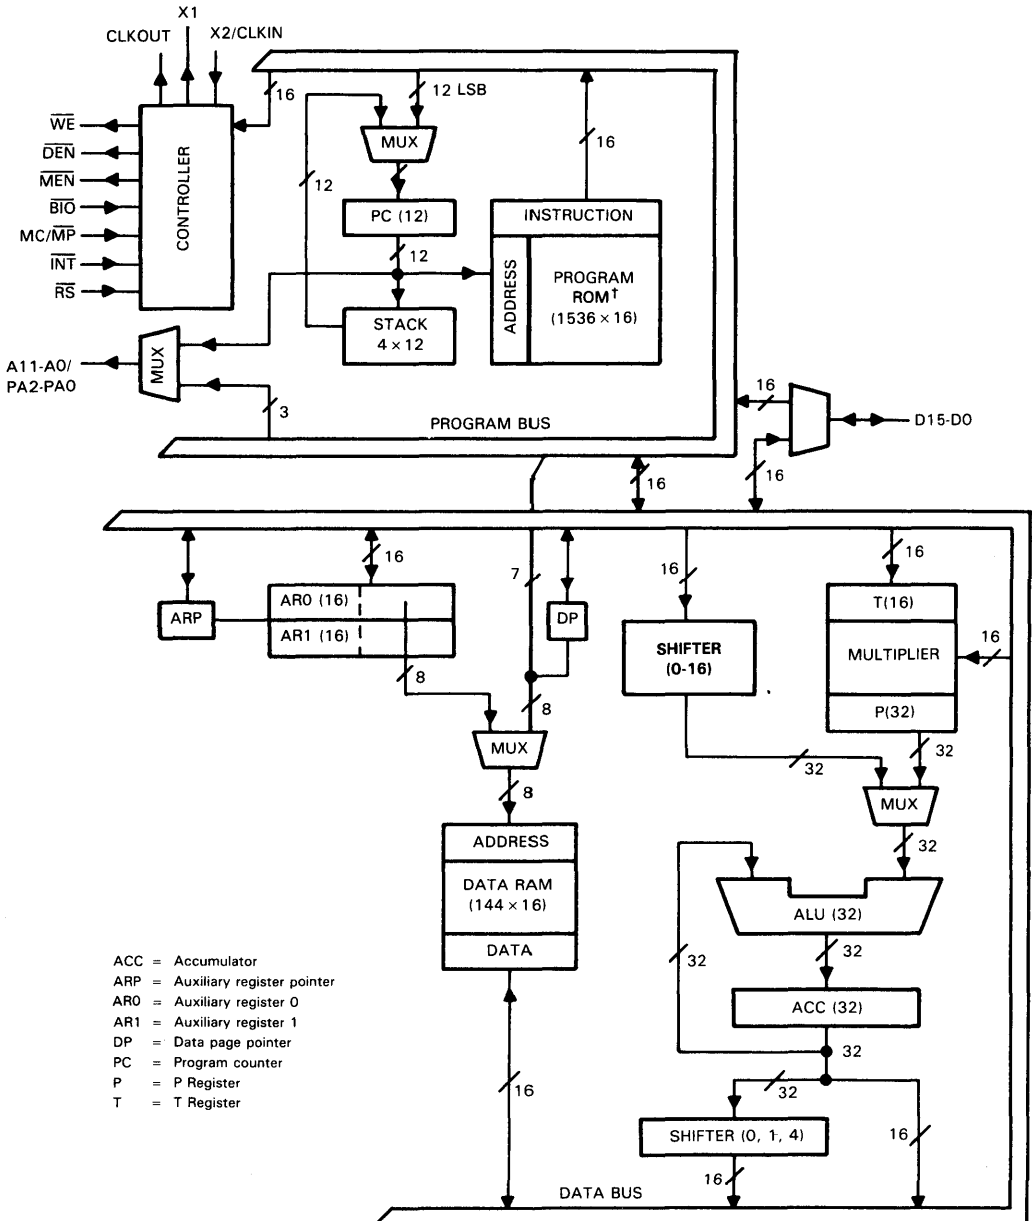 X1
CLKOUT
X2/CLKIN
WE
DEN
MEN
BIO
MC/MP
INT
RS
CONTROLLER
16
12 LSB
MUX
12
PC (12)
12
STACK
4 × 12
16
INSTRUCTION
ADDRESS
PROGRAM
ROM†
(1536 × 16)
A11-A0/
PA2-PA0
MUX
3
PROGRAM BUS
16
D15-D0
16
16
ARP
16
AR0 (16)
AR1 (16)
8
7
DP
8
MUX
8
ADDRESS
DATA RAM
(144 × 16)
DATA
16
16
SHIFTER
(0-16)
32
16
T(16)
MULTIPLIER
P(32)
16
32
MUX
32
ALU (32)
32
32
ACC (32)
32
32
SHIFTER (0, 1, 4)
16
16
DATA BUS
ACC = Accumulator
ARP = Auxiliary register pointer
AR0 = Auxiliary register 0
AR1 = Auxiliary register 1
DP = Data page pointer
PC = Program counter
P = P Register
T = T Register